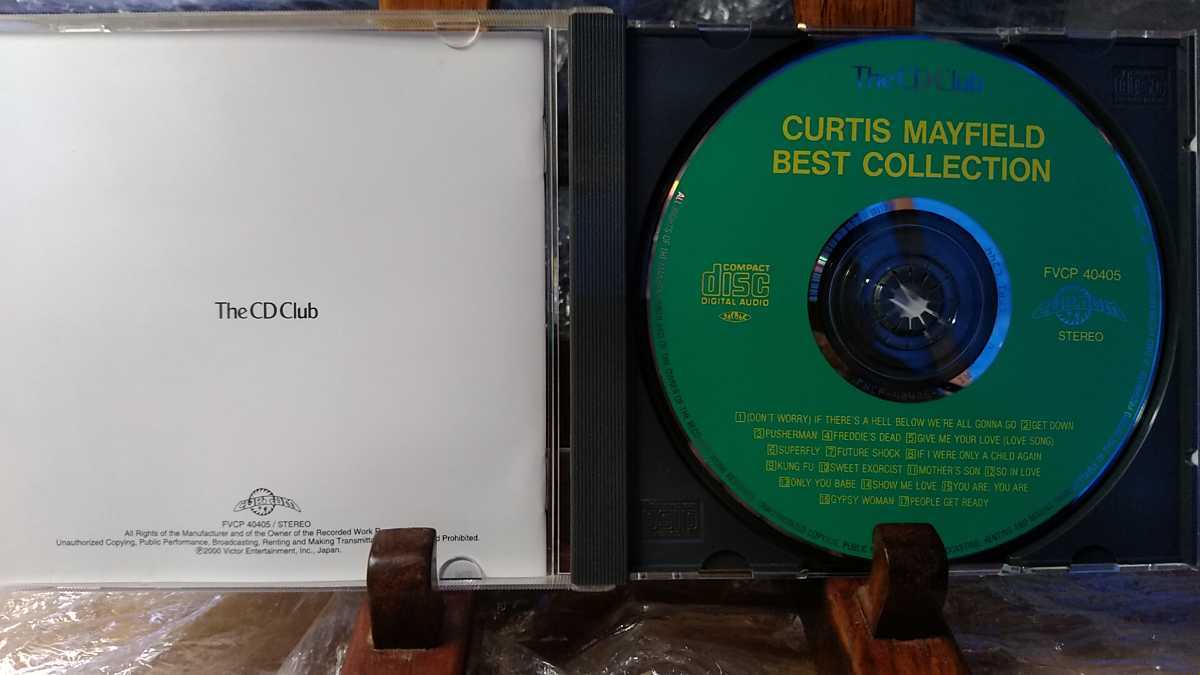 The CD Club
CURTOM
FVCP 40405 / STEREO
All Rights of the Manufacturer and of the Owner of the Recorded Work
Unauthorized Copying, Public Performance, Broadcasting, Renting and Making Prohibited.
Ⓟ2000 Victor Entertainment, Inc., Japan.
The CD Club
CURTIS MAYFIELD
BEST COLLECTION
COMPACT
disc
DIGITAL AUDIO
FVCP 40405
CURTOM
STEREO
1 (DON'T WORRY) IF THERE'S A HELL BELOW WE'RE ALL GONNA GO 2 GET DOWN
3 PUSHERMAN 4 FREDDIE'S DEAD 5 GIVE ME YOUR LOVE (LOVE SONG)
6 SUPERFLY 7 FUTURE SHOCK 8 IF I WERE ONLY A CHILD AGAIN
9 KUNG FU 10 SWEET EXORCIST 11 MOTHER'S SON 12 SO IN LOVE
13 ONLY YOU BABE 14 SHOW ME LOVE 15 YOU ARE, YOU ARE
16 GYPSY WOMAN 17 PEOPLE GET READY